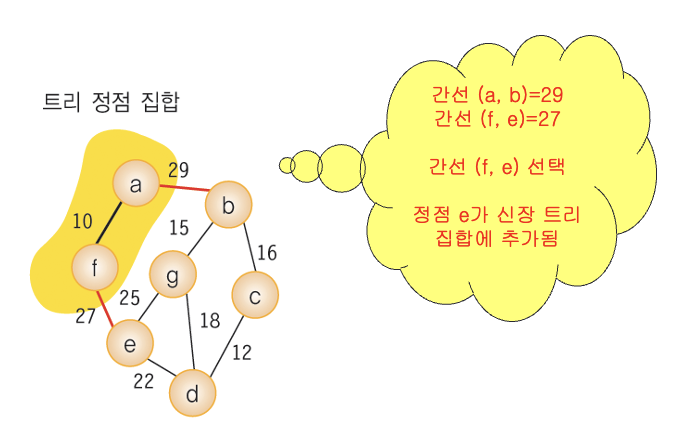 트리 정점 집합
간선 (a, b)=29
간선 (f, e)=27
간선 (f, e) 선택
정점 e가 신장 트리
집합에 추가됨
a
29
b
10
15
f
g
16
25
c
27
18
e
12
22
d